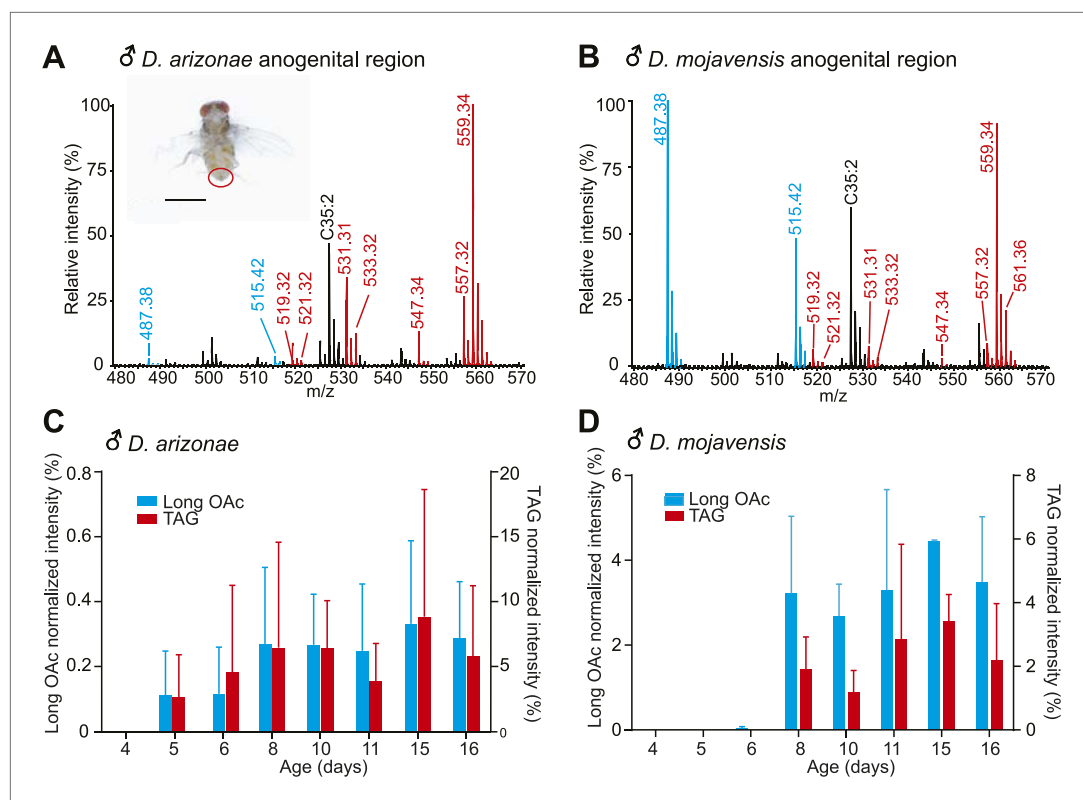 A ♂ D. arizonae anogenital region
Relative intensity (%)
100
75
50
25
0
487.38
515.42
519.32
521.32
C35:2
531.31
533.32
547.34
557.32
559.34
480 490 500 510 520 530 540 550 560 570
m/z
B ♂ D. mojavensis anogenital region
Relative intensity (%)
100
75
50
25
0
487.38
515.42
519.32
521.32
C35:2
531.31
533.32
547.34
557.32
559.34
561.36
480 490 500 510 520 530 540 550 560 570
m/z
C ♂ D. arizonae
Long OAc normalized intensity (%)
0.8
0.6
0.4
0.2
0
Long OAc
TAG
20
15
10
5
0
TAG normalized intensity (%)
4 5 6 8 10 11 15 16
Age (days)
D ♂ D. mojavensis
Long OAc normalized intensity (%)
6
4
2
0
Long OAc
TAG
8
6
4
2
0
TAG normalized intensity (%)
4 5 6 8 10 11 15 16
Age (days)